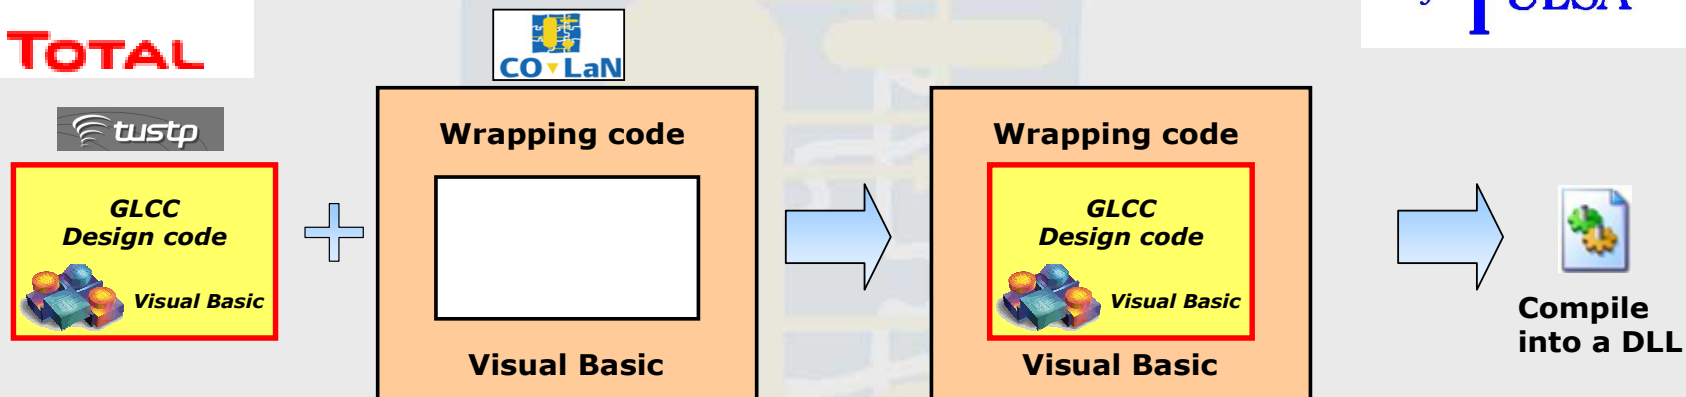 TOTAL
CO LaN
TULSA
tustp
GLCC
Design code
Visual Basic
Wrapping code
Visual Basic
Wrapping code
GLCC
Design code
Visual Basic
Visual Basic
Compile
into a DLL